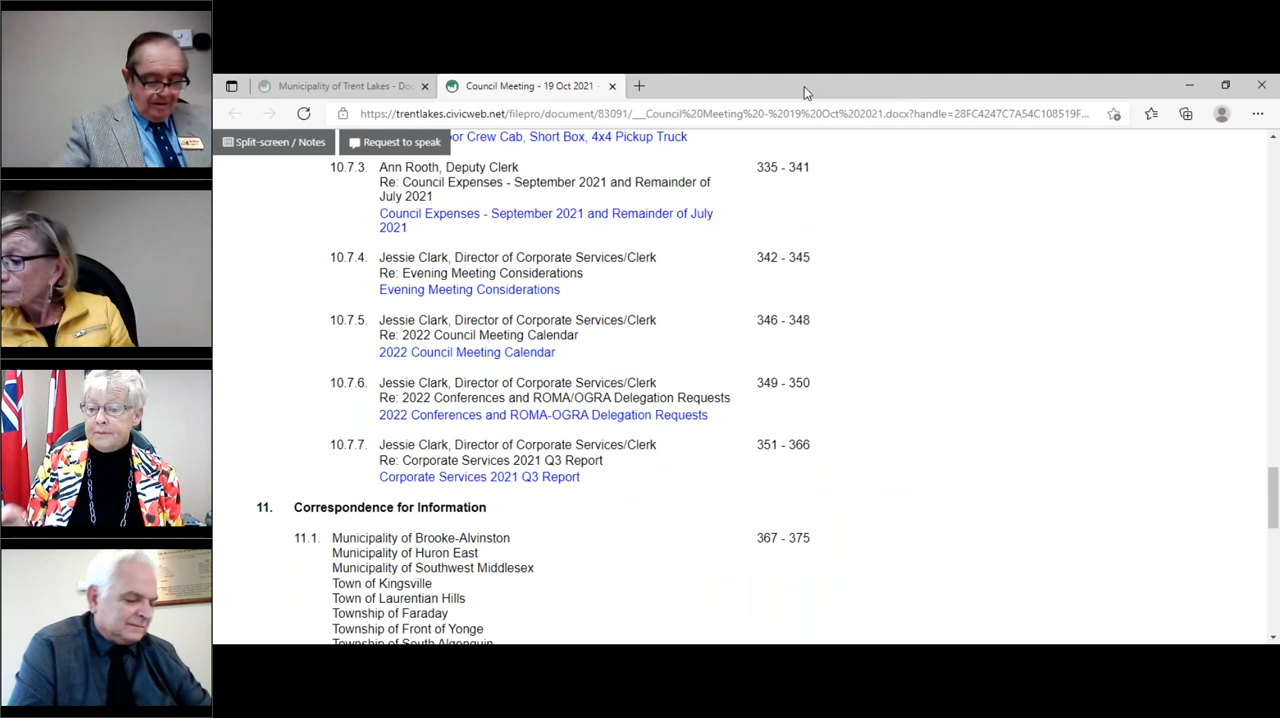 Municipality of Trent Lakes - Doc
Council Meeting - 19 Oct 2021 -
https://trentlakes.civicweb.net/filepro/document/83091/___Council%20Meeting%20-%2019%20Oct%202021.docx?handle=28FC4247C7A54C108519F...
Split-screen / Notes
Request to speak
oor Crew Cab, Short Box, 4x4 Pickup Truck
10.7.3. Ann Rooth, Deputy Clerk 335 - 341
Re: Council Expenses - September 2021 and Remainder of
July 2021
Council Expenses - September 2021 and Remainder of July
2021
10.7.4. Jessie Clark, Director of Corporate Services/Clerk 342 - 345
Re: Evening Meeting Considerations
Evening Meeting Considerations
10.7.5. Jessie Clark, Director of Corporate Services/Clerk 346 - 348
Re: 2022 Council Meeting Calendar
2022 Council Meeting Calendar
10.7.6. Jessie Clark, Director of Corporate Services/Clerk 349 - 350
Re: 2022 Conferences and ROMA/OGRA Delegation Requests
2022 Conferences and ROMA-OGRA Delegation Requests
10.7.7. Jessie Clark, Director of Corporate Services/Clerk 351 - 366
Re: Corporate Services 2021 Q3 Report
Corporate Services 2021 Q3 Report
11. Correspondence for Information
11.1. Municipality of Brooke-Alvinston 367 - 375
Municipality of Huron East
Municipality of Southwest Middlesex
Town of Kingsville
Town of Laurentian Hills
Township of Faraday
Township of Front of Yonge
Township of South Algonquin